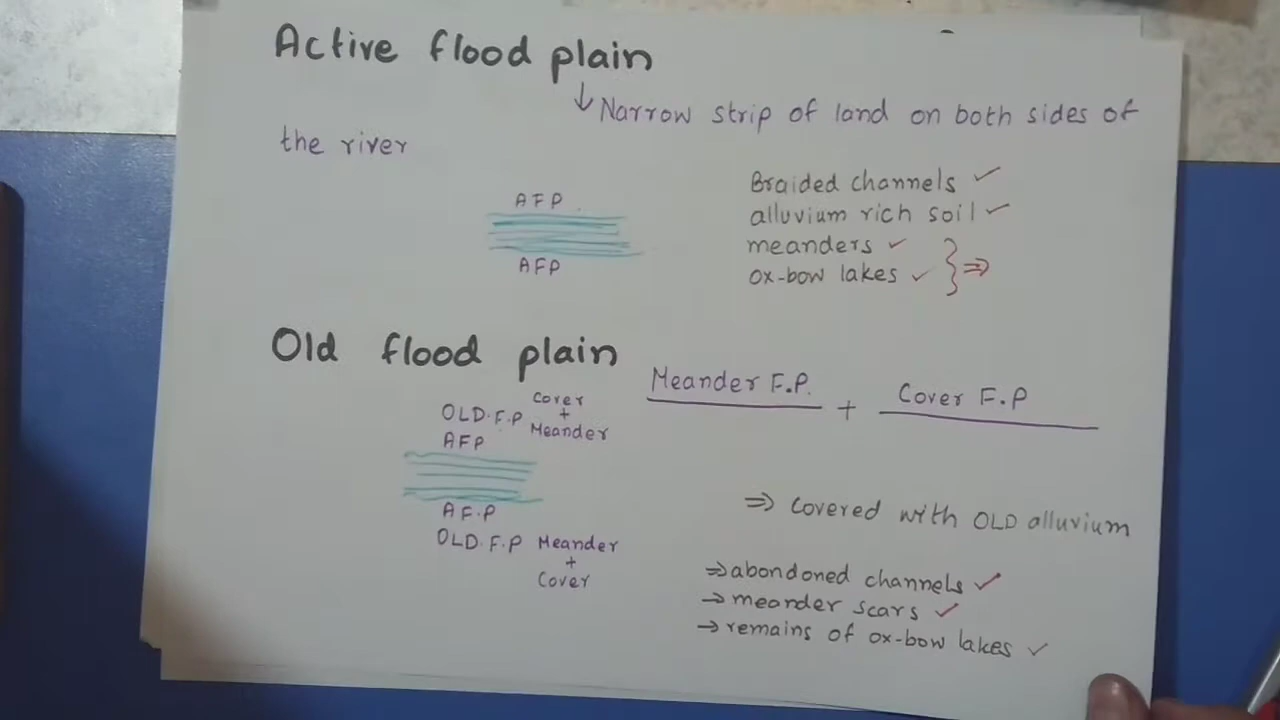 Active flood plain
↓ Narrow strip of land on both sides of
the river
AFP
AFP
Braided channels ✓
alluvium rich soil ✓
meanders ✓
ox-bow lakes ✓ } ⇒
Old flood plain
Meander F.P. + Cover F.P
OLD.F.P Cover + Meander
AFP
A F.P
OLD.F.P Meander + Cover
⇒ covered with OLD alluvium
⇒ abondoned channels ✓
→ meander scars ✓
→ remains of ox-bow lakes ✓